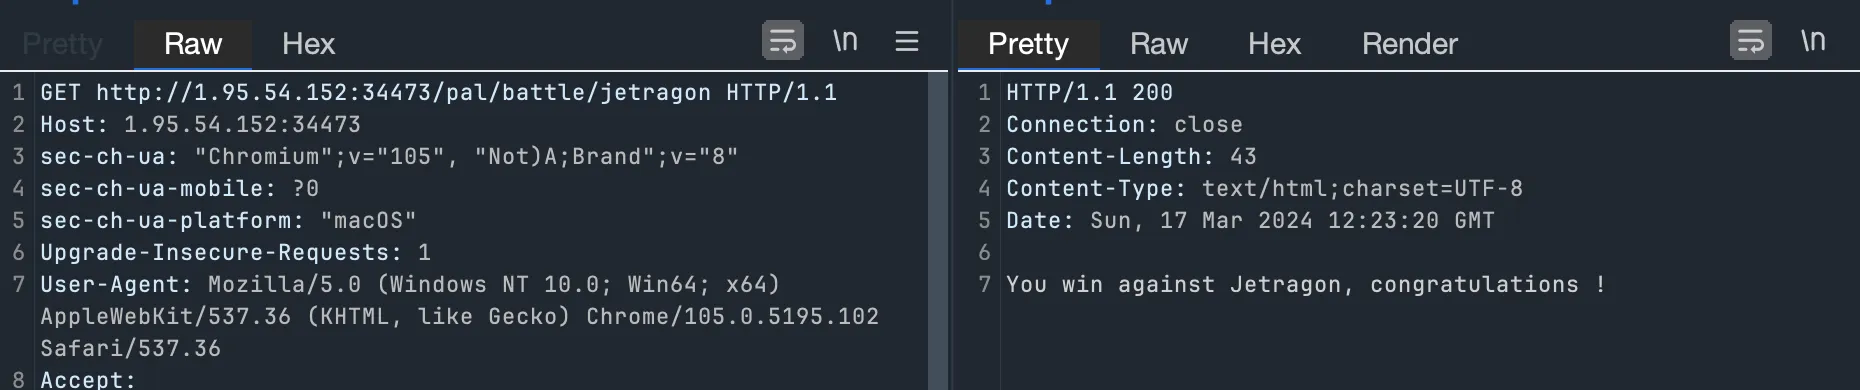 Pretty Raw Hex \n
1 GET http://1.95.54.152:34473/pal/battle/jetragon HTTP/1.1
2 Host: 1.95.54.152:34473
3 sec-ch-ua: "Chromium";v="105", "Not)A;Brand";v="8"
4 sec-ch-ua-mobile: ?0
5 sec-ch-ua-platform: "macOS"
6 Upgrade-Insecure-Requests: 1
7 User-Agent: Mozilla/5.0 (Windows NT 10.0; Win64; x64)
AppleWebKit/537.36 (KHTML, like Gecko) Chrome/105.0.5195.102
Safari/537.36
8 Accept:
Pretty Raw Hex Render \n
1 HTTP/1.1 200
2 Connection: close
3 Content-Length: 43
4 Content-Type: text/html;charset=UTF-8
5 Date: Sun, 17 Mar 2024 12:23:20 GMT
6
7 You win against Jetragon, congratulations !